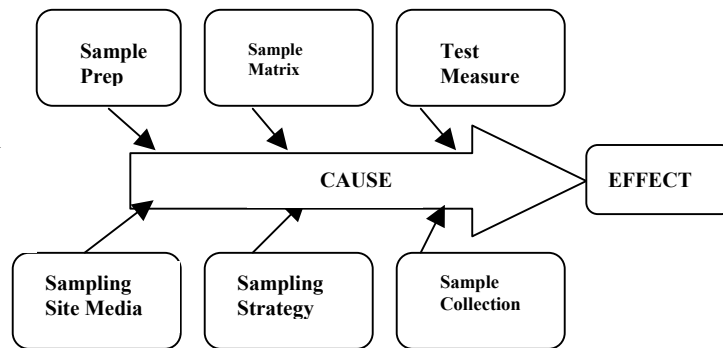 Sample
Prep
Sample
Matrix
Test
Measure
CAUSE
EFFECT
Sampling
Site Media
Sampling
Strategy
Sample
Collection